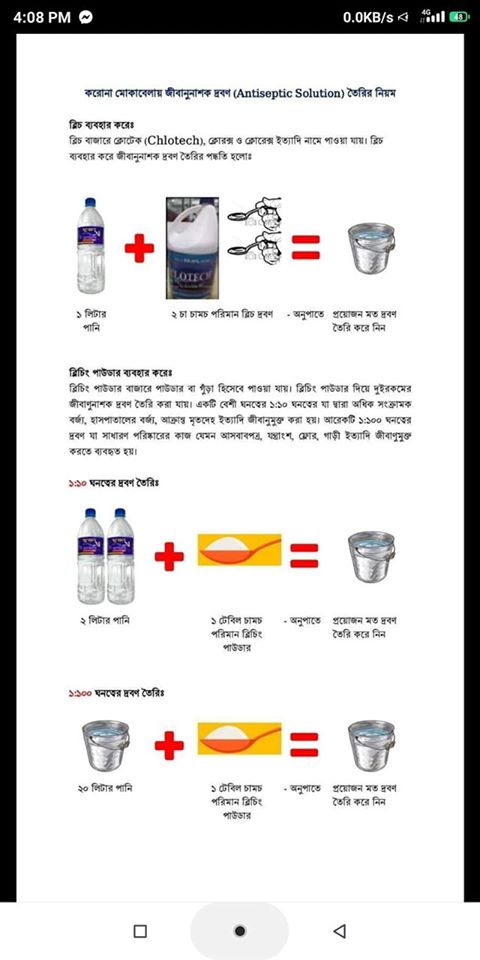 4:08 PM
0.0KB/s
4G
48
করোনা মোকাবেলায় জীবানুনাশক দ্রবণ (Antiseptic Solution) তৈরির নিয়ম
ব্লিচ ব্যবহার করেঃ
ব্লিচ বাজারে ক্লোটেক (Chlotech), ক্লোরক্স ও ক্লোরেক্স ইত্যাদি নামে পাওয়া যায়। ব্লিচ
ব্যবহার করে জীবানুনাশক দ্রবণ তৈরির পদ্ধতি হলোঃ
LOTECH
১ লিটার
পানি
২ চা চামচ পরিমান ব্লিচ দ্রবণ
- অনুপাতে
প্রয়োজন মত দ্রবণ
তৈরি করে নিন
ব্লিচিং পাউডার ব্যবহার করেঃ
ব্লিচিং পাউডার বাজারে পাউডার বা গুঁড়া হিসেবে পাওয়া যায়। ব্লিচিং পাউডার দিয়ে দুইরকমের
জীবাণুনাশক দ্রবণ তৈরি করা যায়। একটি বেশী ঘনত্বের ১:১০ ঘনত্বের যা দ্বারা অধিক সংক্রামক
বর্জ্য, হাসপাতালের বর্জ্য, আক্রান্ত মৃতদেহ ইত্যাদি জীবানুমুক্ত করা হয়। আরেকটি ১:১০০ ঘনত্বের
দ্রবণ যা সাধারণ পরিষ্কারের কাজ যেমন আসবাবপত্র, যন্ত্রাংশ, ফ্লোর, গাড়ী ইত্যাদি জীবাণুমুক্ত
করতে ব্যবহৃত হয়।
১:১০ ঘনত্বের দ্রবণ তৈরিঃ
২ লিটার পানি
১ টেবিল চামচ
পরিমান ব্লিচিং
পাউডার
- অনুপাতে
প্রয়োজন মত দ্রবণ
তৈরি করে নিন
১:১০০ ঘনত্বের দ্রবণ তৈরিঃ
২০ লিটার পানি
১ টেবিল চামচ
পরিমান ব্লিচিং
পাউডার
- অনুপাতে
প্রয়োজন মত দ্রবণ
তৈরি করে নিন